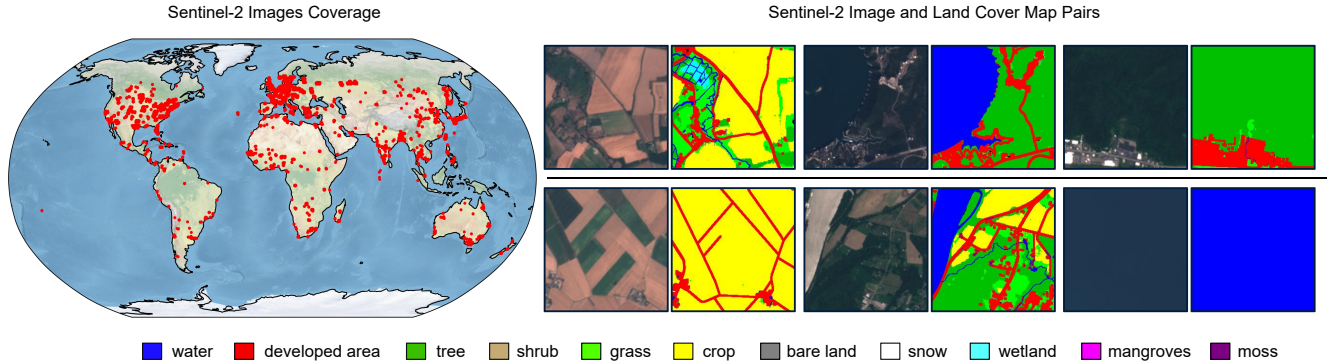 Sentinel-2 Images Coverage
Sentinel-2 Image and Land Cover Map Pairs
water developed area tree shrub grass crop bare land snow wetland mangroves moss